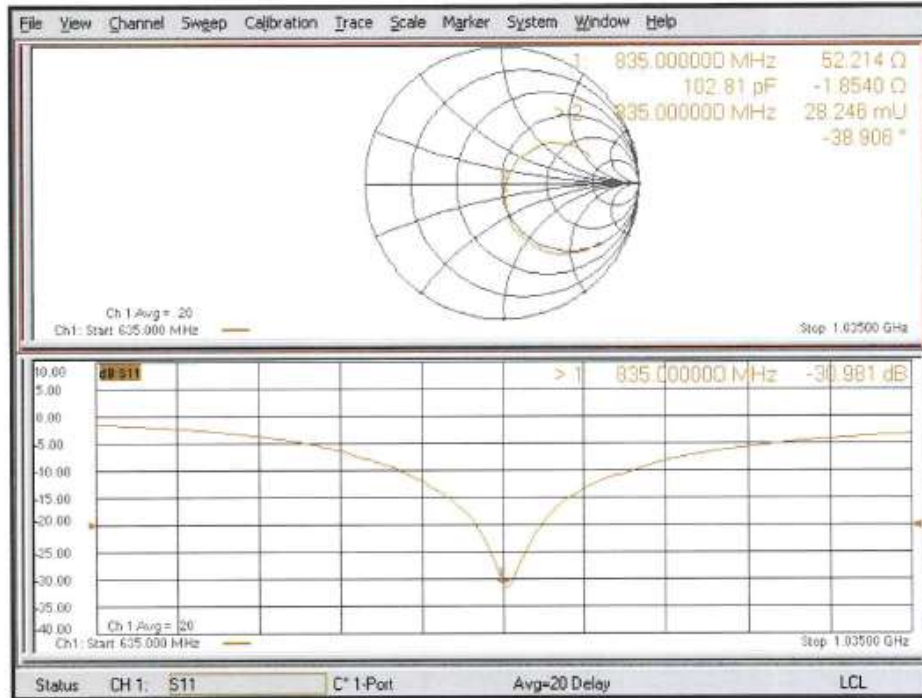 File View Channel Sweep Calibration Trace Scale Marker System Window Help
1 835.000000 MHz 52.214 Ω
102.81 pF -1.8540 Ω
> 2 835.000000 MHz 28.246 mU
-38.906 °
Ch 1 Avg = 20
Ch1: Start 635.000 MHz
Stop 1.03500 GHz
10.00
dB S11
> 1 835.000000 MHz -30.981 dB
5.00
0.00
-5.00
-10.00
-15.00
-20.00
-25.00
-30.00
-35.00
-40.00
Ch 1 Avg = 20
Ch1: Start 635.000 MHz
Stop 1.03500 GHz
Status CH 1: S11 C* 1-Port Avg=20 Delay LCL